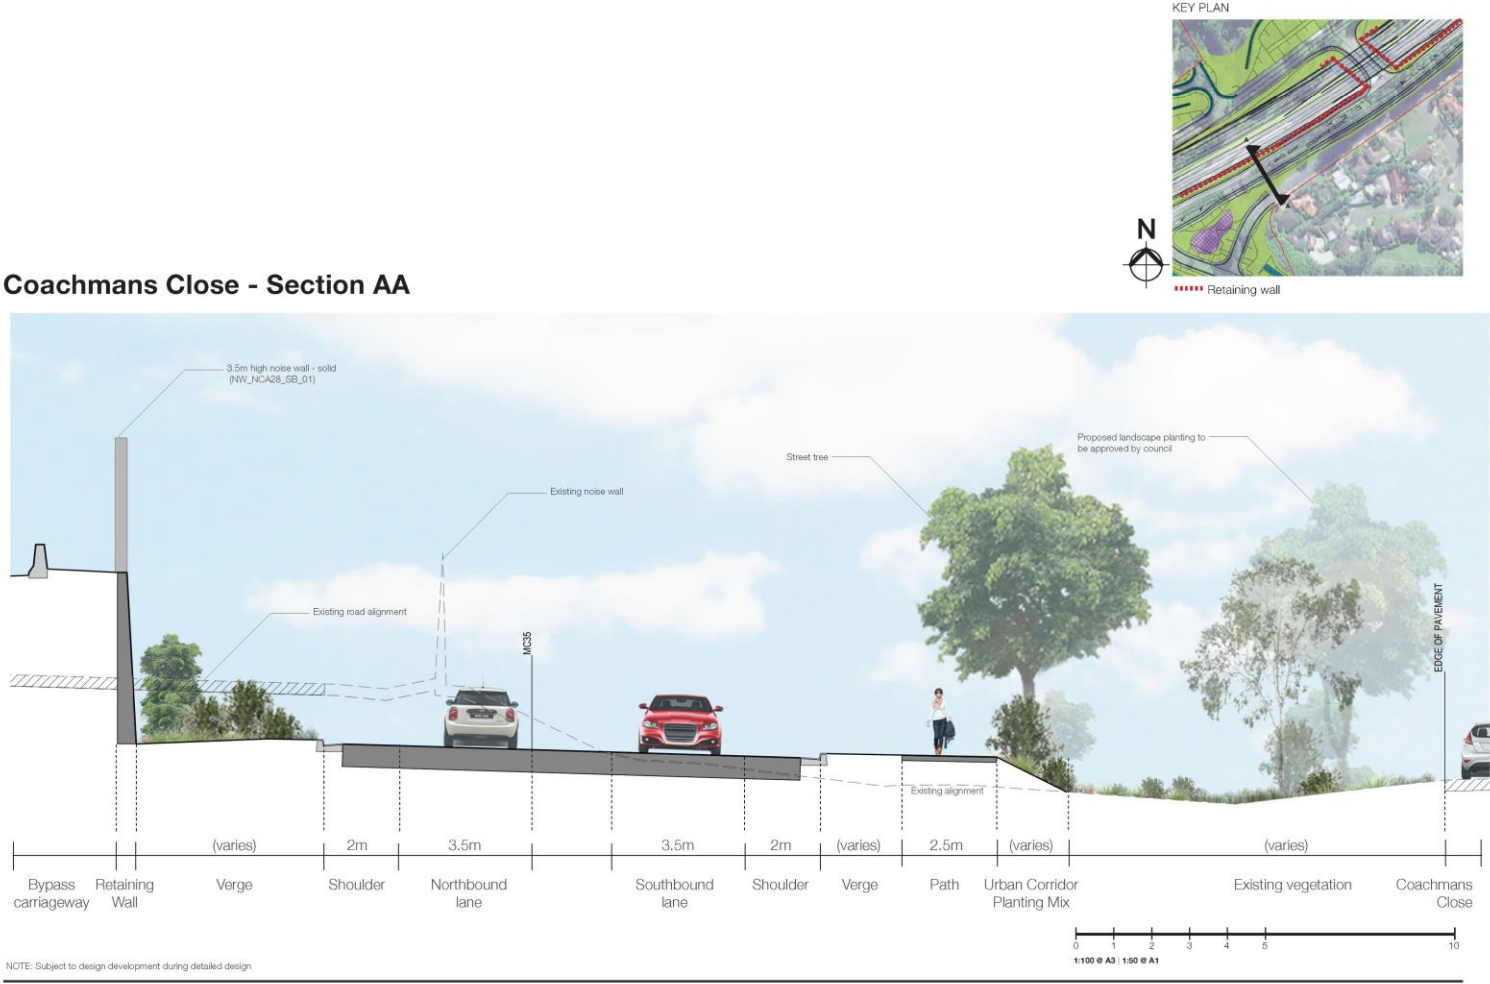 KEY PLAN
N
Retaining wall
Coachmans Close - Section AA
3.5m high noise wall - solid
(NW_NCA28_SB_01)
Existing noise wall
Street tree
Proposed landscape planting to
be approved by council
Existing road alignment
MC35
EDGE OF PAVEMENT
Existing alignment
(varies) 2m 3.5m 3.5m 2m (varies) 2.5m (varies) (varies)
Bypass
carriageway
Retaining
Wall
Verge
Shoulder
Northbound
lane
Southbound
lane
Shoulder
Verge
Path
Urban Corridor
Planting Mix
Existing vegetation
Coachmans
Close
0 1 2 3 4 5 10
1:100 @ A3 | 1:50 @ A1
NOTE: Subject to design development during detailed design